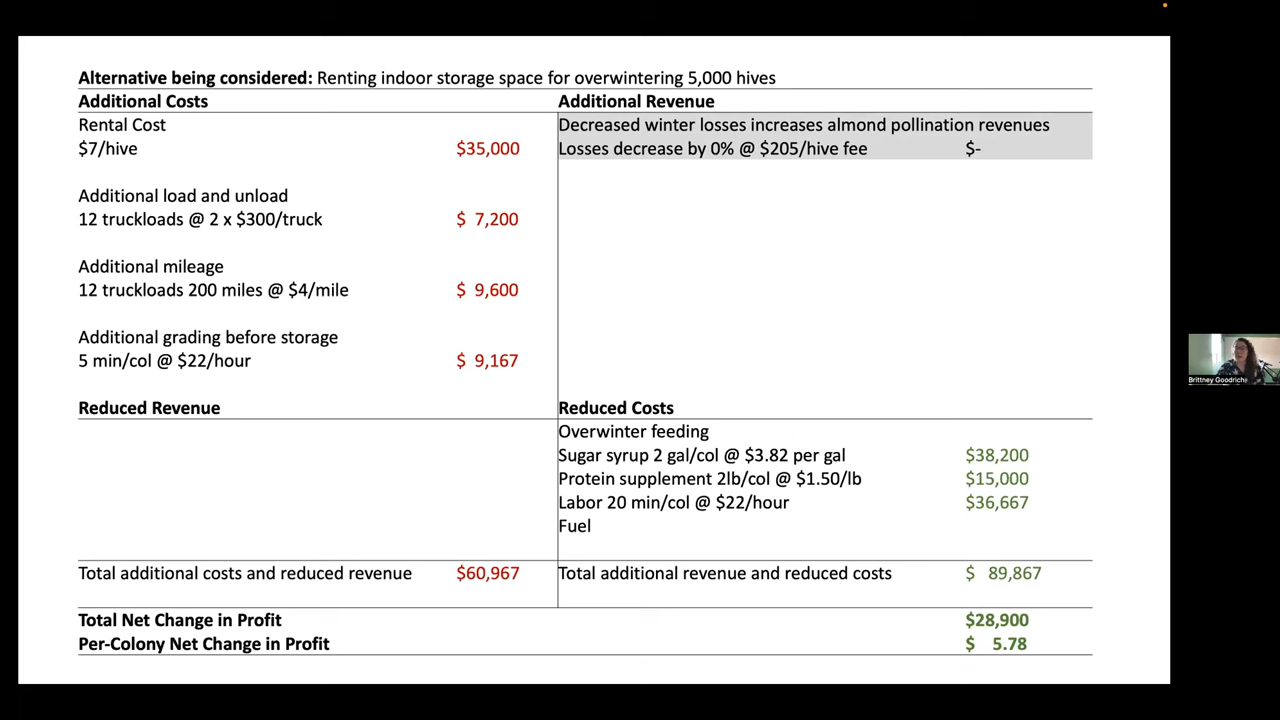 Alternative being considered: Renting indoor storage space for overwintering 5,000 hives
Additional Costs
Rental Cost
$7/hive $35,000
Additional load and unload
12 truckloads @ 2 x $300/truck $ 7,200
Additional mileage
12 truckloads 200 miles @ $4/mile $ 9,600
Additional grading before storage
5 min/col @ $22/hour $ 9,167
Additional Revenue
Decreased winter losses increases almond pollination revenues
Losses decrease by 0% @ $205/hive fee $-
Reduced Revenue
Reduced Costs
Overwinter feeding
Sugar syrup 2 gal/col @ $3.82 per gal $38,200
Protein supplement 2lb/col @ $1.50/lb $15,000
Labor 20 min/col @ $22/hour $36,667
Fuel
Total additional costs and reduced revenue $60,967
Total additional revenue and reduced costs $ 89,867
Total Net Change in Profit $28,900
Per-Colony Net Change in Profit $ 5.78
Brittney Goodrich